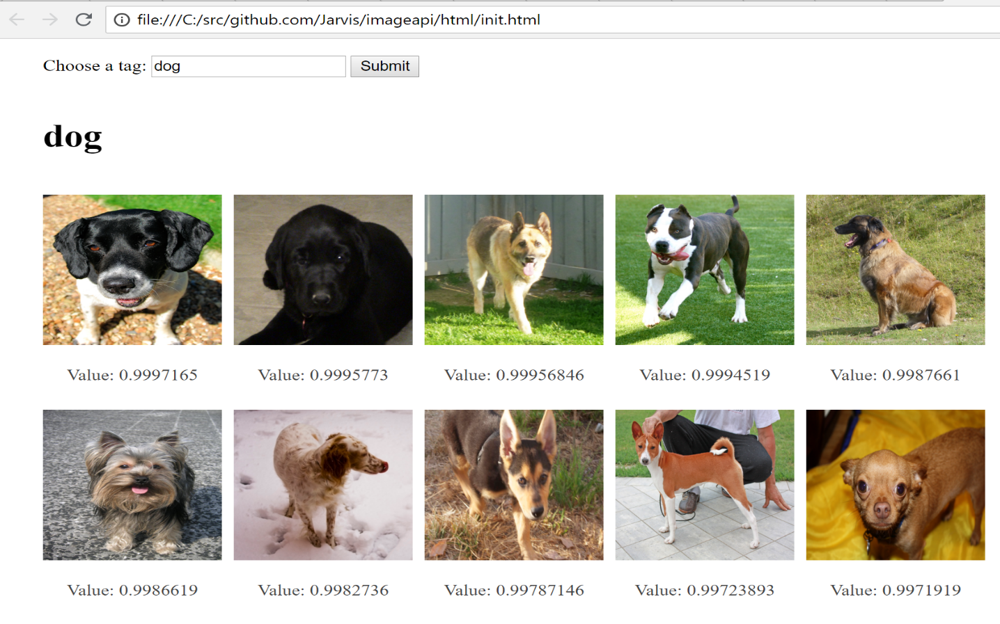 file:///C:/src/github.com/Jarvis/imageapi/html/init.html
Choose a tag: dog Submit
dog
Value: 0.9997165 Value: 0.9995773 Value: 0.99956846 Value: 0.9994519 Value: 0.9987661
Value: 0.9986619 Value: 0.9982736 Value: 0.99787146 Value: 0.99723893 Value: 0.9971919